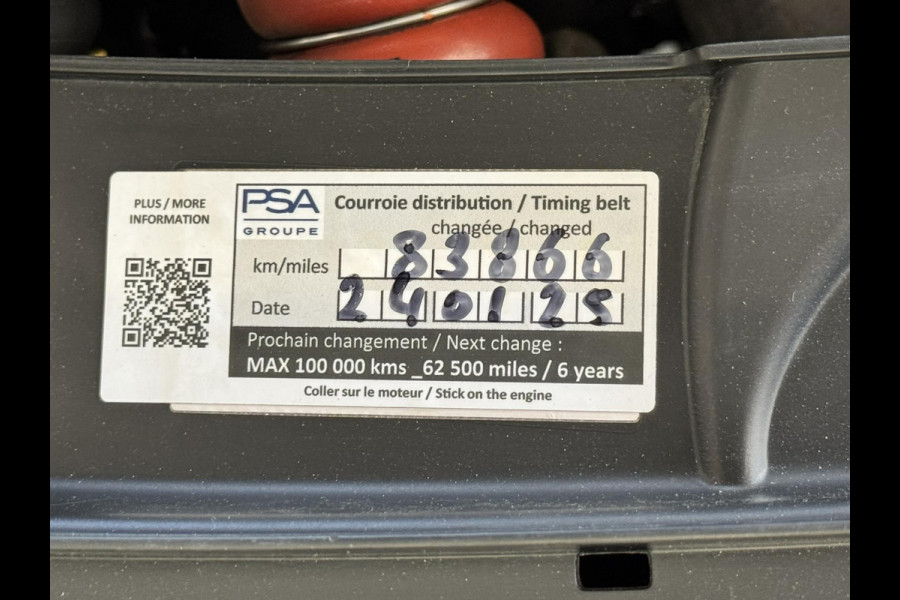 PLUS / MORE
INFORMATION
PSA
GROUPE
Courroie distribution / Timing belt
changée / changed
km/miles 83866
Date 240125
Prochain changement / Next change :
MAX 100 000 kms _62 500 miles / 6 years
Coller sur le moteur / Stick on the engine